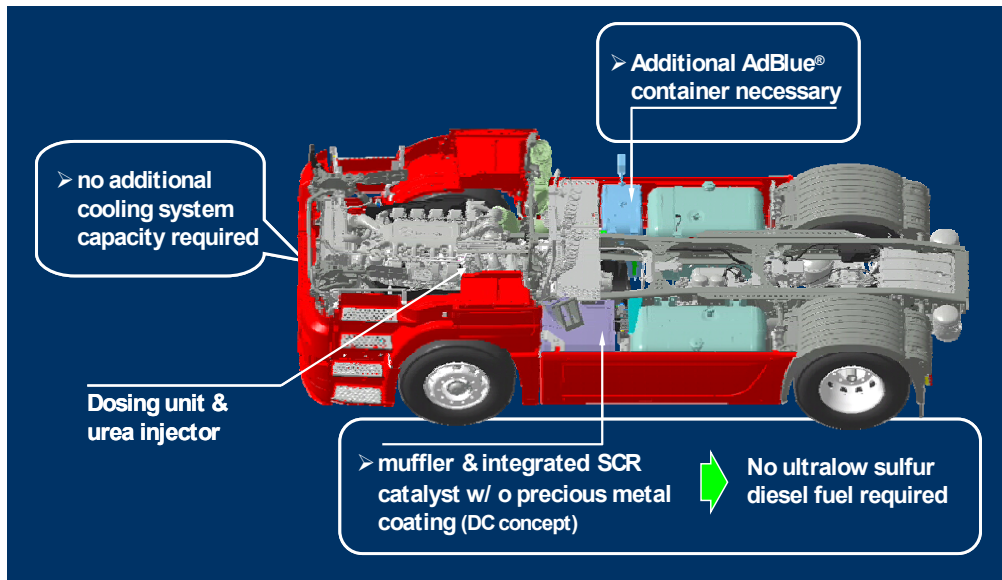 ➢ Additional AdBlue®
container necessary
➢ no additional
cooling system
capacity required
Dosing unit &
urea injector
➢ muffler & integrated SCR
catalyst w/ o precious metal
coating (DC concept)
No ultralow sulfur
diesel fuel required